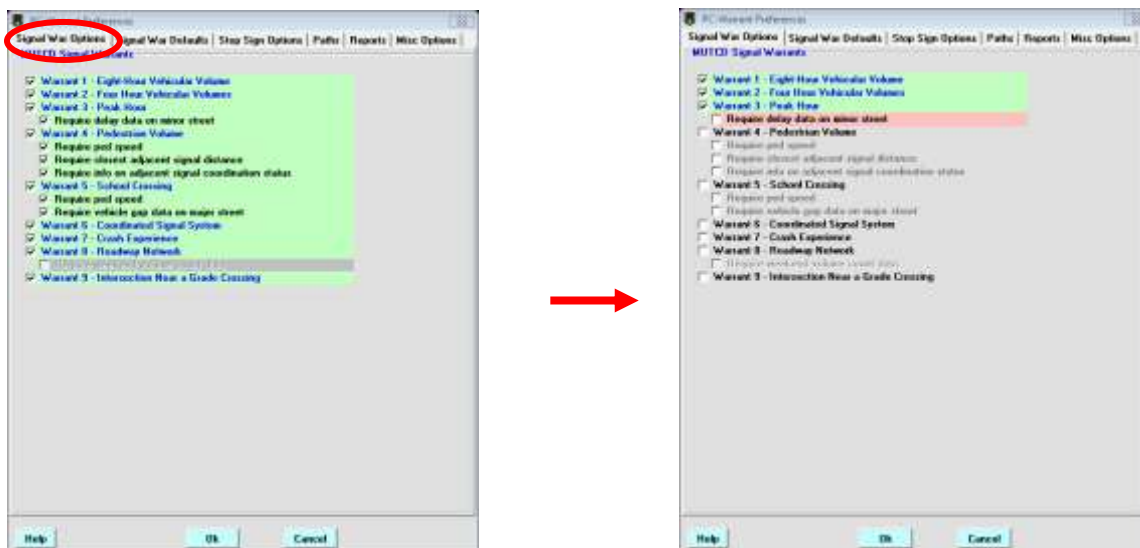 PC-Warrant Preferences
Signal War Options Signal War Defaults Stop Sign Options Paths Reports Misc Options
MUTCD Signal Warrants
Warrant 1 - Eight-Hour Vehicular Volume
Warrant 2 - Four Hour Vehicular Volumes
Warrant 3 - Peak Hour
Require delay data on minor street
Warrant 4 - Pedestrian Volume
Require ped speed
Require closest adjacent signal distance
Require info on adjacent signal coordination status
Warrant 5 - School Crossing
Require ped speed
Require vehicle gap data on major street
Warrant 6 - Coordinated Signal System
Warrant 7 - Crash Experience
Warrant 8 - Roadway Network
Warrant 9 - Intersection Near a Grade Crossing
Help Ok Cancel
PC-Warrant Preferences
Signal War Options Signal War Defaults Stop Sign Options Paths Reports Misc Options
MUTCD Signal Warrants
Warrant 1 - Eight-Hour Vehicular Volume
Warrant 2 - Four Hour Vehicular Volumes
Warrant 3 - Peak Hour
Require delay data on minor street
Warrant 4 - Pedestrian Volume
Require ped speed
Require closest adjacent signal distance
Require info on adjacent signal coordination status
Warrant 5 - School Crossing
Require ped speed
Require vehicle gap data on major street
Warrant 6 - Coordinated Signal System
Warrant 7 - Crash Experience
Warrant 8 - Roadway Network
Require weekend volume count data
Warrant 9 - Intersection Near a Grade Crossing
Help Ok Cancel